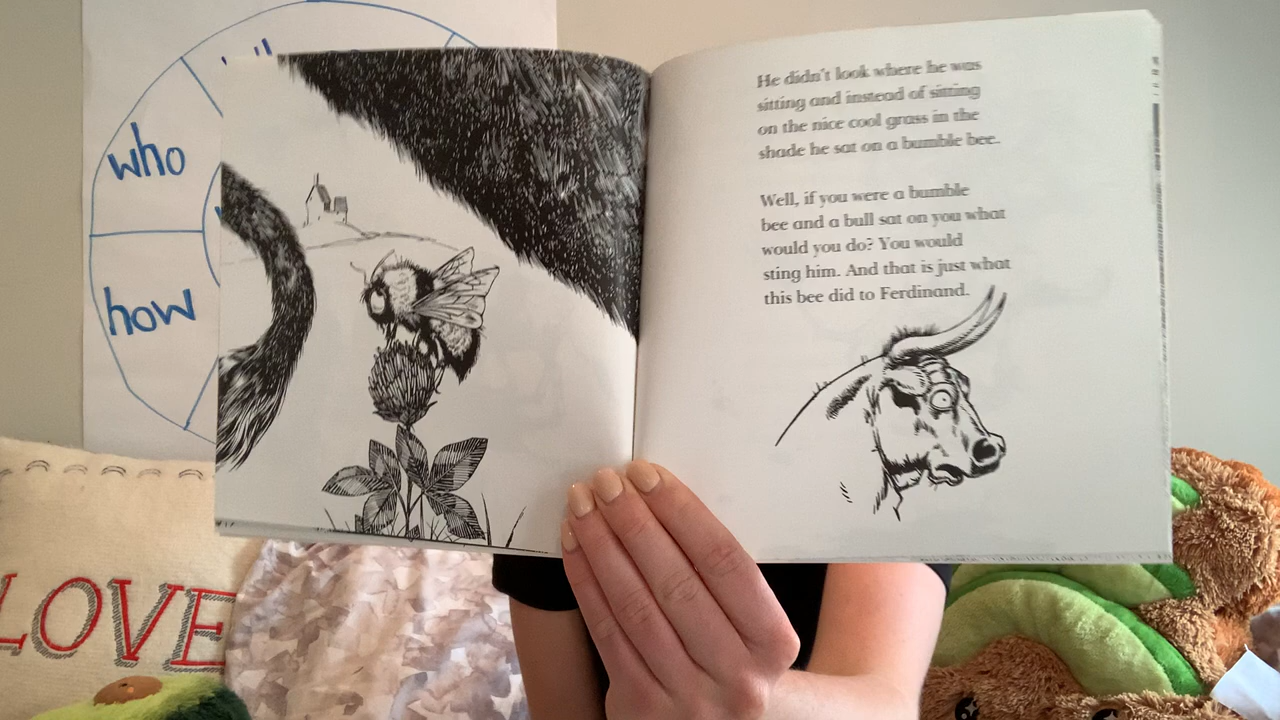 who
how
He didn't look where he was
sitting and instead of sitting
on the nice cool grass in the
shade he sat on a bumble bee.
Well, if you were a bumble
bee and a bull sat on you what
would you do? You would
sting him. And that is just what
this bee did to Ferdinand.
LOVE